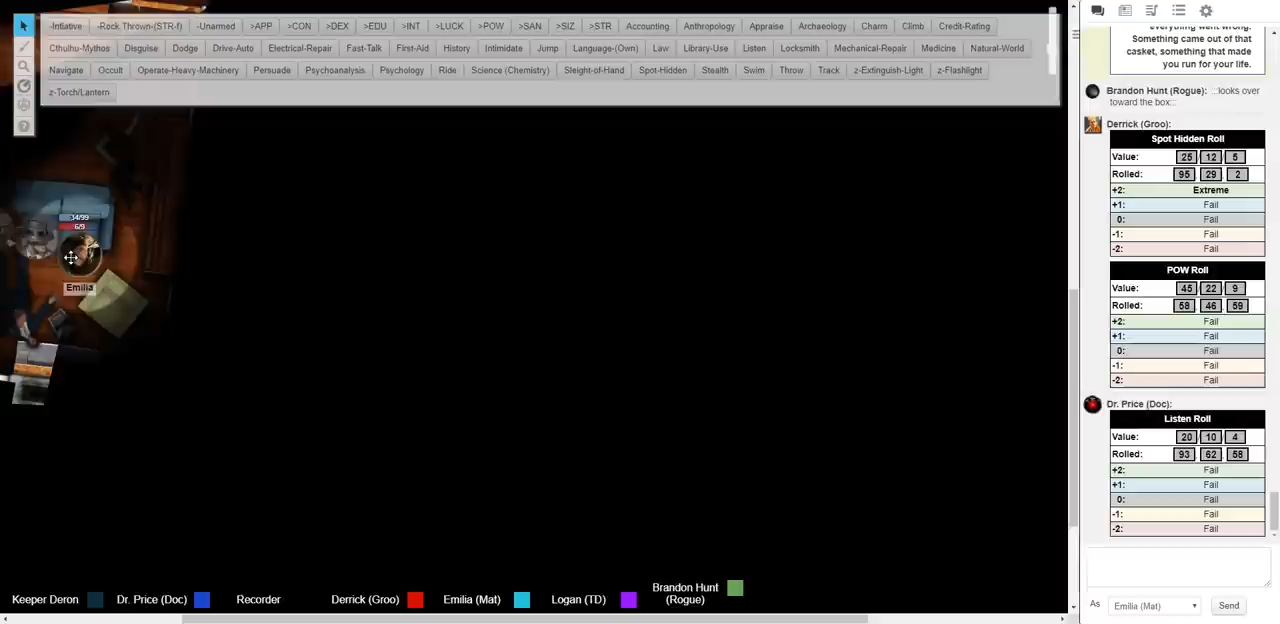 -Intiative -Rock Thrown-(STR-f) -Unarmed >APP >CON >DEX >EDU >INT >LUCK >POW >SAN >SIZ >STR Accounting Anthropology Appraise Archaeology Charm Climb Credit-Rating
Cthulhu-Mythos Disguise Dodge Drive-Auto Electrical-Repair Fast-Talk First-Aid History Intimidate Jump Language-(Own) Law Library-Use Listen Locksmith Mechanical-Repair Medicine Natural-World
Navigate Occult Operate-Heavy-Machinery Persuade Psychoanalysis Psychology Ride Science (Chemistry) Sleight-of-Hand Spot-Hidden Stealth Swim Throw Track z-Extinguish-Light z-Flashlight
z-Torch/Lantern
6/9
Emilia
Keeper Deron
Dr. Price (Doc)
Recorder
Derrick (Groo)
Emilia (Mat)
Logan (TD)
Brandon Hunt
(Rogue)
everything went wrong.
Something came out of that
casket, something that made
you run for your life.
Brandon Hunt (Rogue): :::looks over
toward the box:::
Derrick (Groo):
Spot Hidden Roll
Value: 25 12 5
Rolled: 95 29 2
+2: Extreme
+1: Fail
0: Fail
-1: Fail
-2: Fail
POW Roll
Value: 45 22 9
Rolled: 58 46 59
+2: Fail
+1: Fail
0: Fail
-1: Fail
-2: Fail
Dr. Price (Doc):
Listen Roll
Value: 20 10 4
Rolled: 93 62 58
+2: Fail
+1: Fail
0: Fail
-1: Fail
-2: Fail
As Emilia (Mat) Send